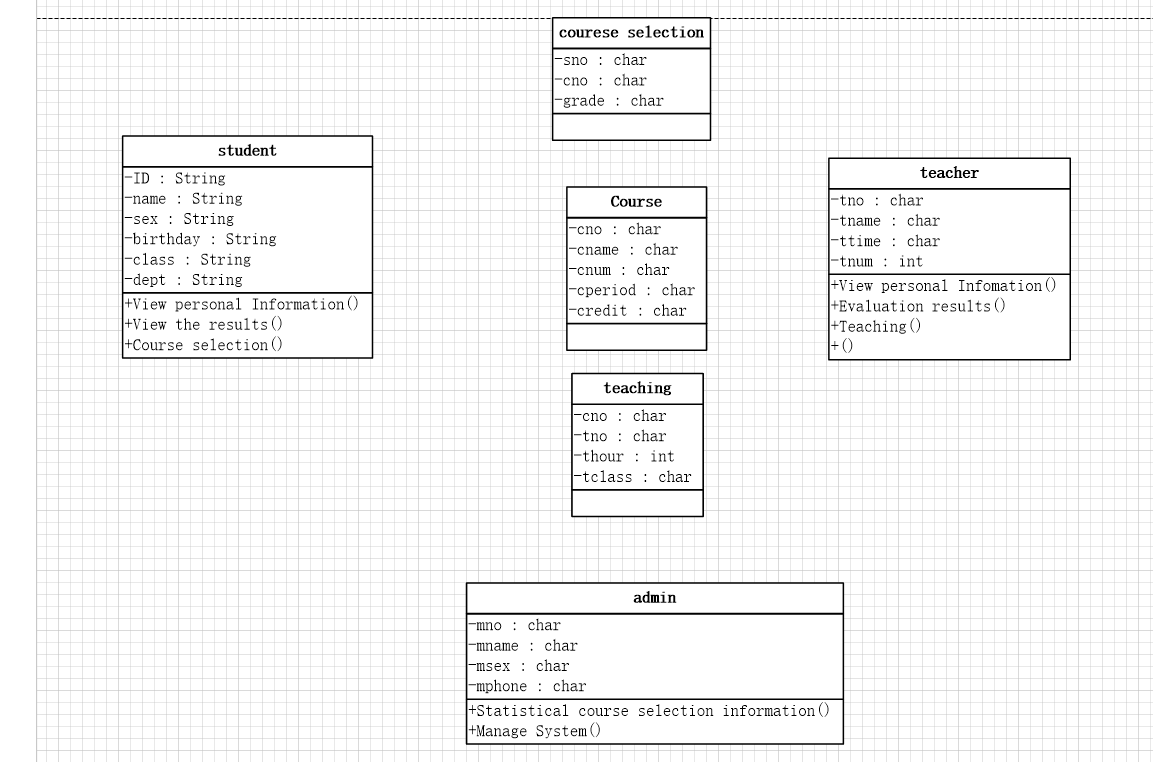 courese selection
-sno : char
-cno : char
-grade : char
student
-ID : String
-name : String
-sex : String
-birthday : String
-class : String
-dept : String
+View personal Information()
+View the results()
+Course selection()
Course
-cno : char
-cname : char
-cnum : char
-cperiod : char
-credit : char
teacher
-tno : char
-tname : char
-ttime : char
-tnum : int
+View personal Infomation()
+Evaluation results()
+Teaching()
+()
teaching
-cno : char
-tno : char
-thour : int
-tclass : char
admin
-mno : char
-mname : char
-msex : char
-mphone : char
+Statistical course selection information()
+Manage System()